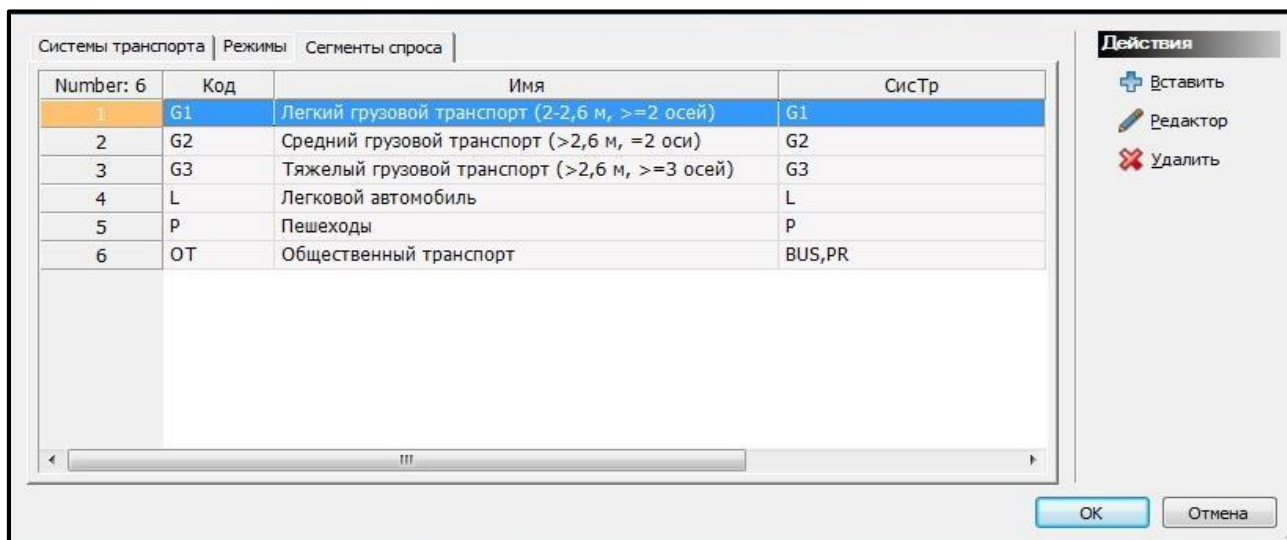 Системы транспорта Режимы Сегменты спроса
Number: 6 Код Имя СисТр
1 G1 Легкий грузовой транспорт (2-2,6 м, >=2 осей) G1
2 G2 Средний грузовой транспорт (>2,6 м, =2 оси) G2
3 G3 Тяжелый грузовой транспорт (>2,6 м, >=3 осей) G3
4 L Легковой автомобиль L
5 P Пешеходы P
6 OT Общественный транспорт BUS,PR
Действия
Вставить
Редактор
Удалить
OK Отмена